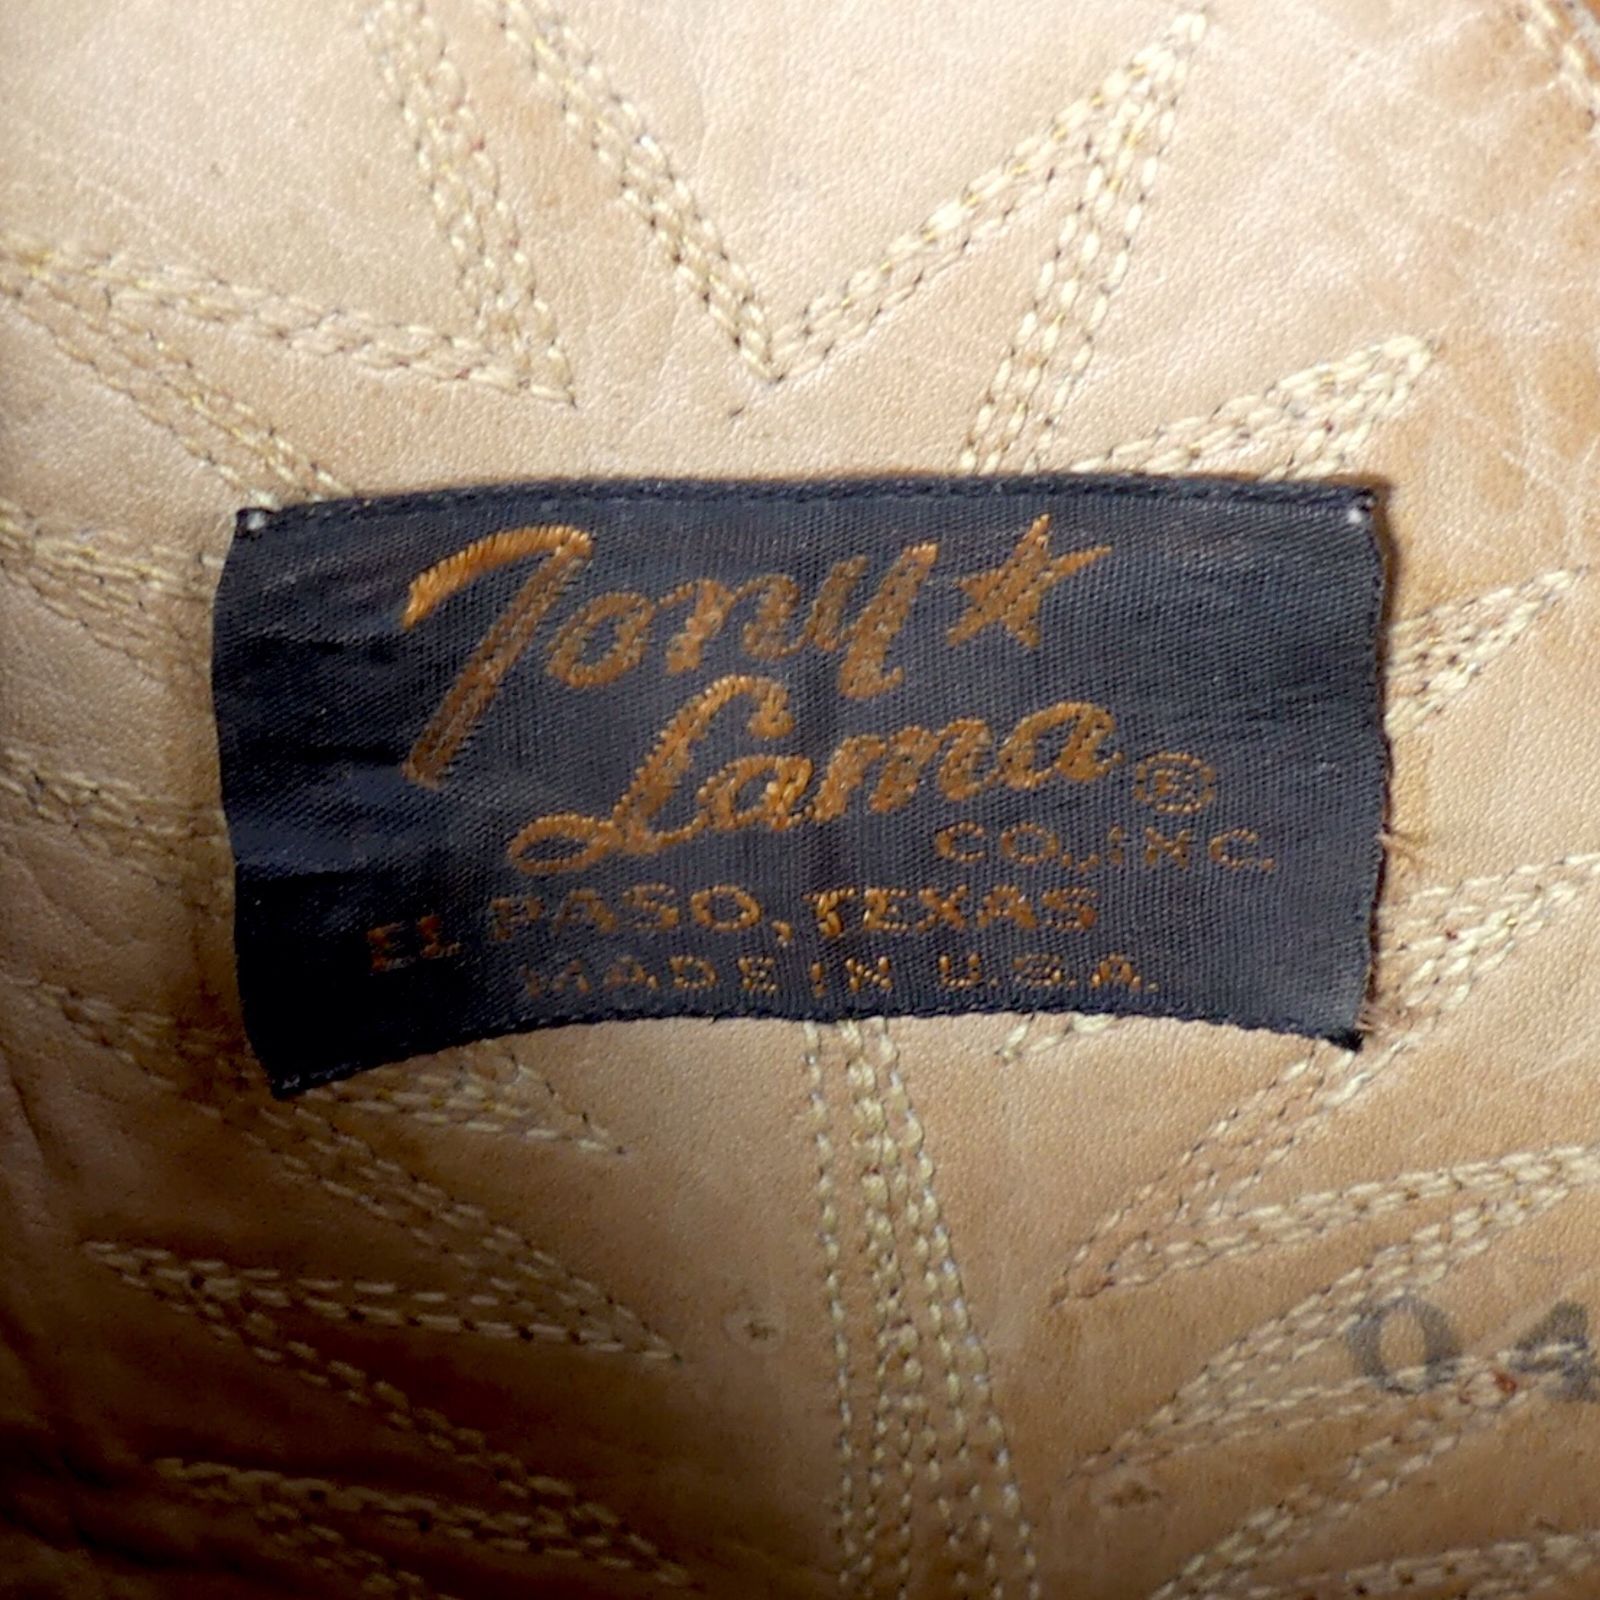 Tony
Lama®
CO., INC.
EL PASO, TEXAS
MADE IN U.S.A.
04